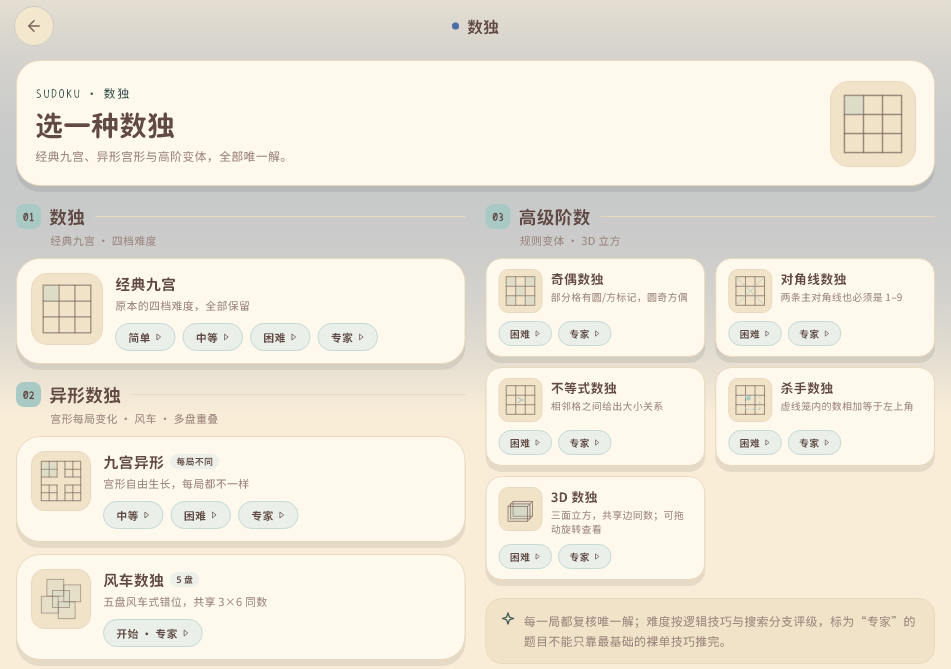 数独
SUDOKU · 数独
选一种数独
经典九宫、异形宫形与高阶变体，全部唯一解。
01 数独
经典九宫 · 四档难度
经典九宫
原本的四档难度，全部保留
简单 中等 困难 专家
02 异形数独
宫形每局变化 · 风车 · 多盘重叠
九宫异形 每局不同
宫形自由生长，每局都不一样
中等 困难 专家
风车数独 5 盘
五盘风车式错位，共享 3×6 同数
开始 · 专家
03 高级阶数
规则变体 · 3D 立方
奇偶数独
部分格有圆/方标记，圆奇方偶
困难 专家
对角线数独
两条主对角线也必须是 1–9
困难 专家
不等式数独
相邻格之间给出大小关系
困难 专家
杀手数独
虚线笼内的数相加等于左上角
困难 专家
3D 数独
三面立方，共享边同数；可拖
动旋转查看
困难 专家
每一局都复核唯一解；难度按逻辑技巧与搜索分支评级，标为“专家”的
题目不能只靠最基础的裸单技巧推完。